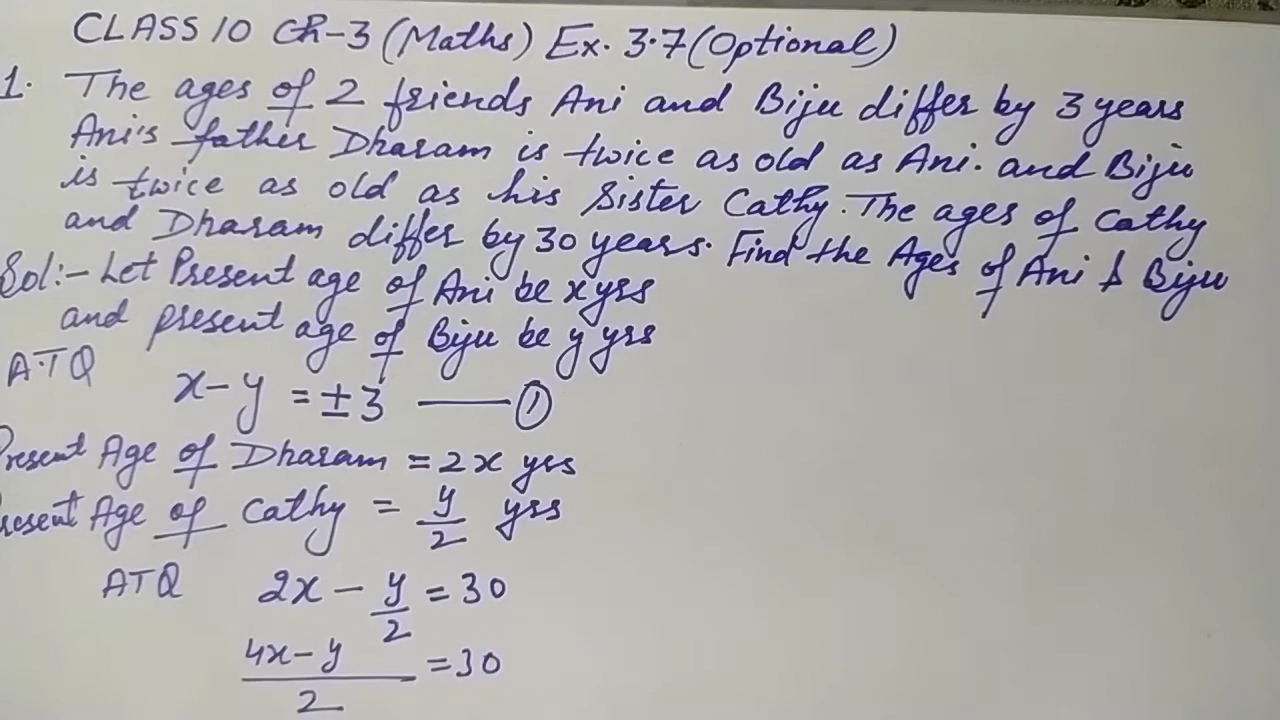 CLASS 10 Ch-3 (Maths) Ex. 3.7 (Optional)
1. The ages of 2 friends Ani and Biju differ by 3 years
Ani's father Dharam is twice as old as Ani. and Biju
is twice as old as his Sister Cathy. The ages of Cathy
and Dharam differ by 30 years. Find the Ages of Ani & Biju
Sol:- Let Present age of Ani be x yrs
and present age of Biju be y yrs
A.T.Q
x-y = ±3 —— ①
Present Age of Dharam = 2x yrs
Present Age of Cathy = y/2 yrs
ATQ 2x - y/2 = 30
4x-y/2 = 30